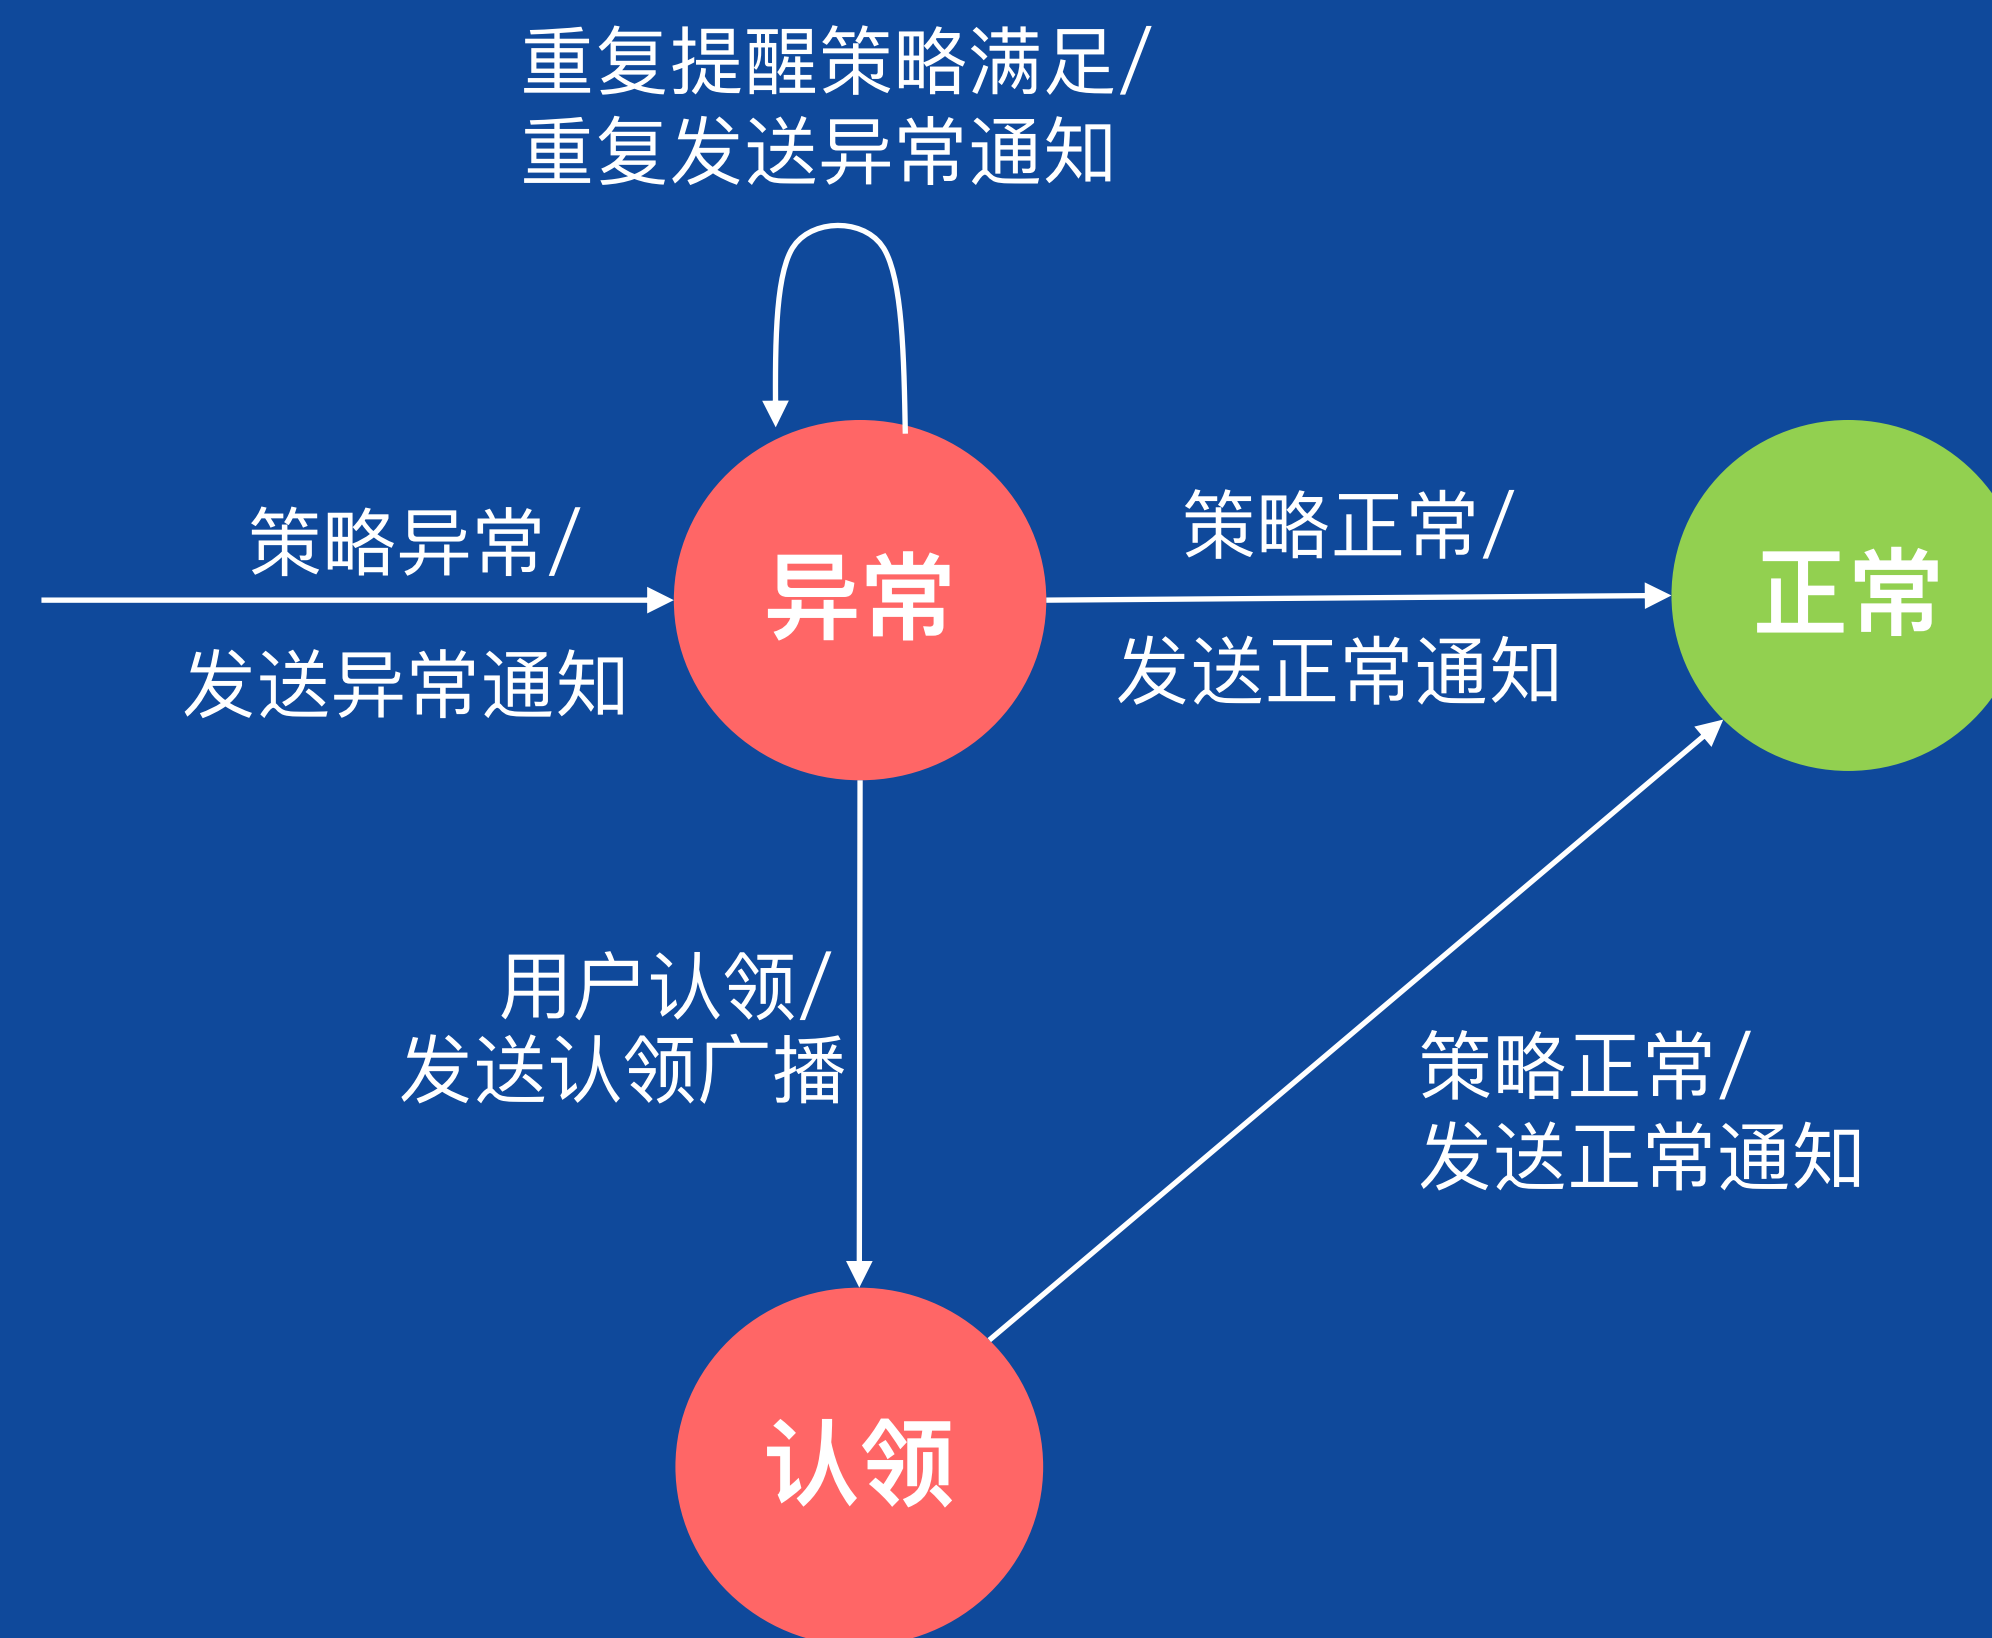 重复提醒策略满足/
重复发送异常通知
策略异常/
发送异常通知
异常
策略正常/
发送正常通知
正常
用户认领/
发送认领广播
策略正常/
发送正常通知
认领